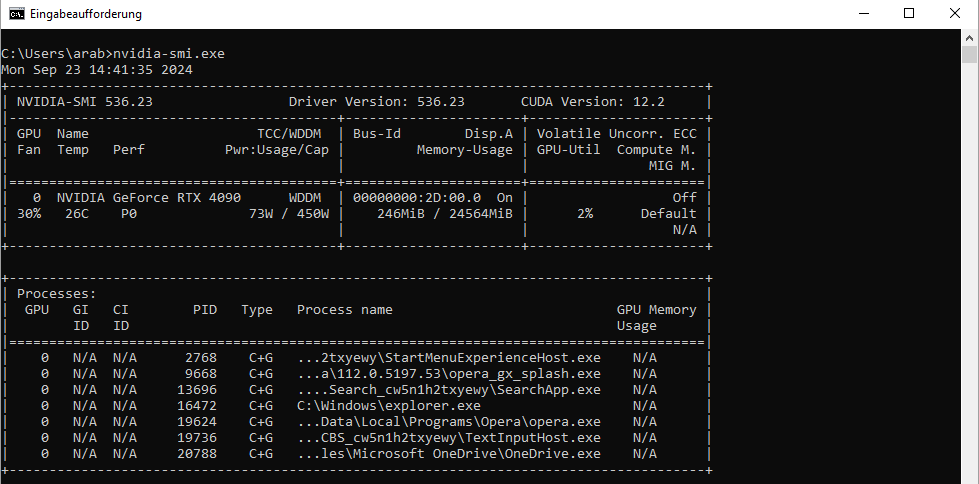 Eingabeaufforderung
C:\Users\arab>nvidia-smi.exe
Mon Sep 23 14:41:35 2024
+---------------------------------------------------------------------------------------+
| NVIDIA-SMI 536.23                 Driver Version: 536.23       CUDA Version: 12.2     |
|-----------------------------------------+----------------------+----------------------+
| GPU  Name                     TCC/WDDM  | Bus-Id        Disp.A | Volatile Uncorr. ECC |
| Fan  Temp   Perf          Pwr:Usage/Cap |         Memory-Usage | GPU-Util  Compute M. |
|                                         |                      |               MIG M. |
|=========================================+======================+======================|
|   0  NVIDIA GeForce RTX 4090      WDDM  | 00000000:2D:00.0  On |                  Off |
| 30%   26C    P0              73W / 450W |    246MiB / 24564MiB |      2%      Default |
|                                         |                      |                  N/A |
+-----------------------------------------+----------------------+----------------------+
+---------------------------------------------------------------------------------------+
| Processes:                                                                            |
|  GPU   GI   CI        PID   Type   Process name                            GPU Memory |
|        ID   ID                                                             Usage      |
|=======================================================================================|
|    0   N/A  N/A      2768    C+G   ...2txyewy\StartMenuExperienceHost.exe    N/A      |
|    0   N/A  N/A      9668    C+G   ...a\112.0.5197.53\opera_gx_splash.exe    N/A      |
|    0   N/A  N/A     13696    C+G   ....Search_cw5n1h2txyewy\SearchApp.exe    N/A      |
|    0   N/A  N/A     16472    C+G   C:\Windows\explorer.exe                   N/A      |
|    0   N/A  N/A     19624    C+G   ...Data\Local\Programs\Opera\opera.exe    N/A      |
|    0   N/A  N/A     19736    C+G   ...CBS_cw5n1h2txyewy\TextInputHost.exe    N/A      |
|    0   N/A  N/A     20788    C+G   ...les\Microsoft OneDrive\OneDrive.exe    N/A      |
+---------------------------------------------------------------------------------------+